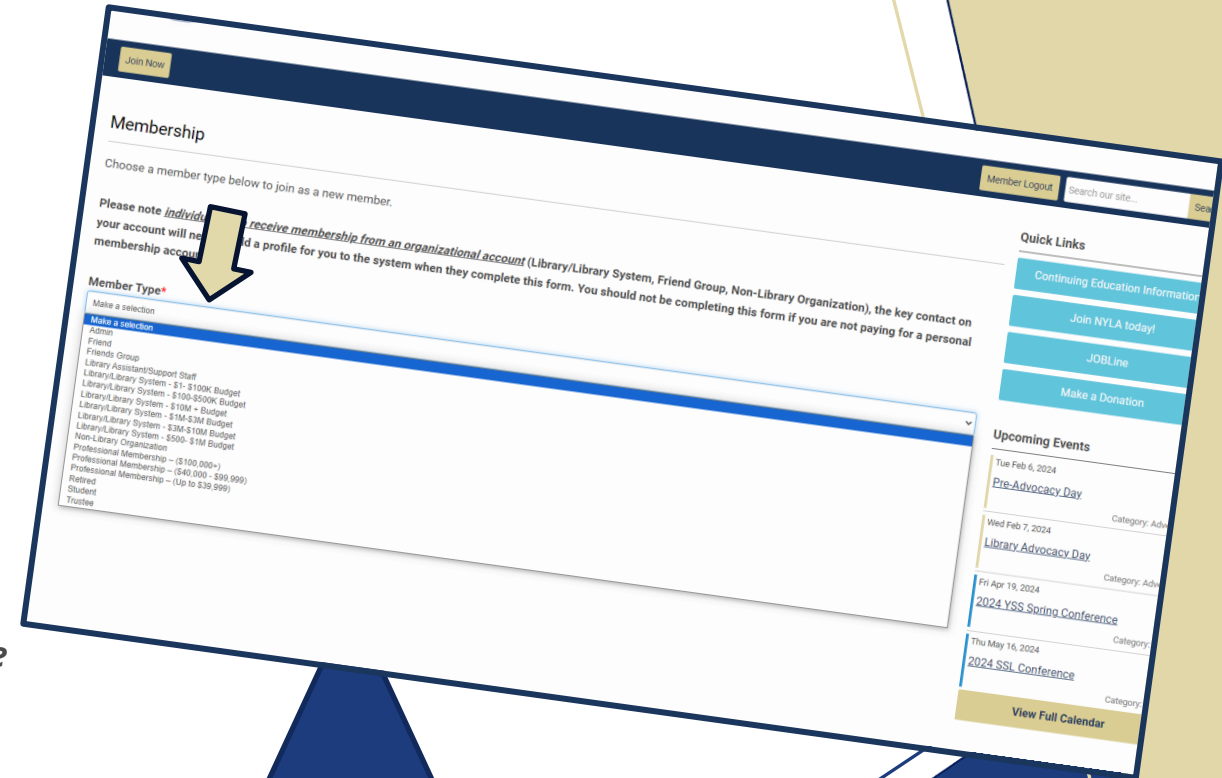 Join Now
Member Logout
Search our site...
Membership
Choose a member type below to join as a new member.
Please note receive membership from an organizational account (Library/Library System, Friend Group, Non-Library Organization), the key contact on
your account will a profile for you to the system when they complete this form. You should not be completing this form if you are not paying for a personal
membership
Member Type*
Make a selection
Make a selection
Admin
Friend
Friends Group
Library Assistant/Support Staff
Library/Library System - $1- $100K Budget
Library/Library System - $100-$500K Budget
Library/Library System - $10M + Budget
Library/Library System - $1M-$3M Budget
Library/Library System - $3M-$10M Budget
Library/Library System - $500- $1M Budget
Non-Library Organization
Professional Membership – ($100,000+)
Professional Membership – ($40,000 - $99,999)
Professional Membership – (Up to $39,999)
Retired
Student
Trustee
Quick Links
Continuing Education Information
Join NYLA today!
JOBLine
Make a Donation
Upcoming Events
Tue Feb 6, 2024
Pre-Advocacy Day
Category:
Wed Feb 7, 2024
Library Advocacy Day
Category:
Fri Apr 19, 2024
2024 YSS Spring Conference
Category:
Thu May 16, 2024
2024 SSL Conference
Category:
View Full Calendar